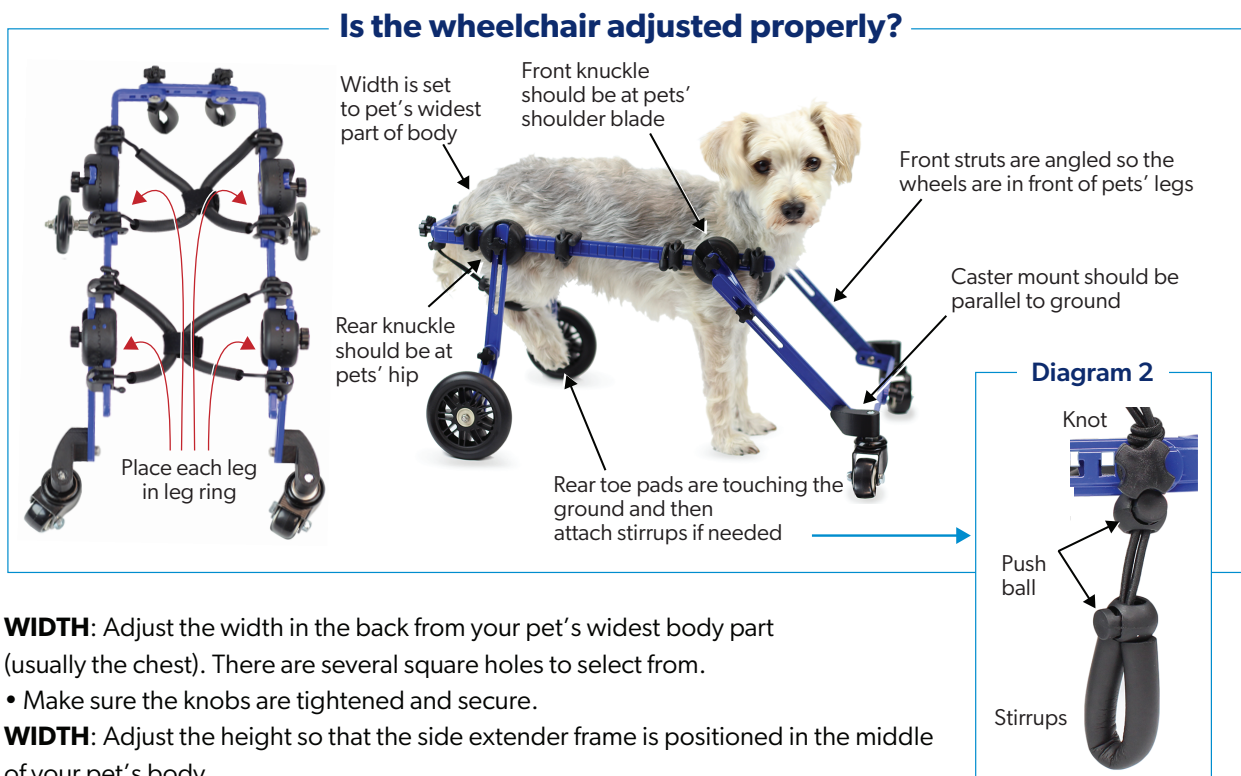 Is the wheelchair adjusted properly?
Width is set
to pet's widest
part of body
Front knuckle
should be at pets'
shoulder blade
Front struts are angled so the
wheels are in front of pets' legs
Caster mount should be
parallel to ground
Rear knuckle
should be at
pets' hip
Place each leg
in leg ring
Rear toe pads are touching the
ground and then
attach stirrups if needed
Diagram 2
Knot
Push
ball
Stirrups
WIDTH: Adjust the width in the back from your pet's widest body part
(usually the chest). There are several square holes to select from.
• Make sure the knobs are tightened and secure.
WIDTH: Adjust the height so that the side extender frame is positioned in the middle
of your pet's body